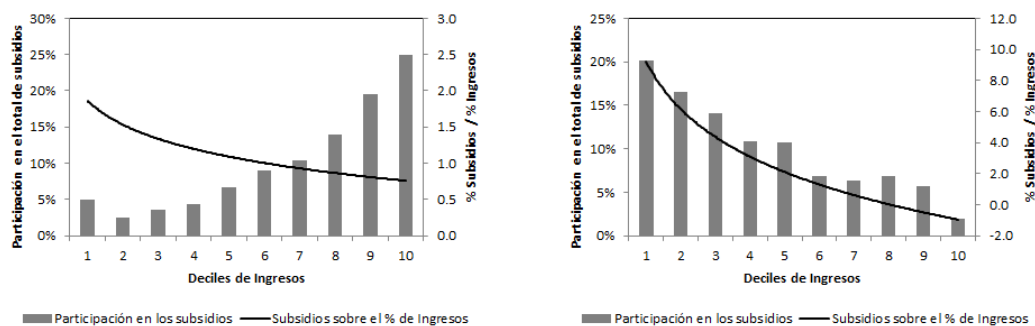 Participación en el total de subsidios
30%
25%
20%
15%
10%
5%
0%
3.0
2.5
2.0
1.5
1.0
0.5
0.0
% Subsidios / % Ingresos
1 2 3 4 5 6 7 8 9 10
Deciles de Ingresos
Participación en los subsidios Subsidios sobre el % de Ingresos
Participación en el total de subsidios
25%
20%
15%
10%
5%
0%
12.0
10.0
8.0
6.0
4.0
2.0
0.0
-2.0
% Subsidios / % Ingresos
1 2 3 4 5 6 7 8 9 10
Deciles de Ingresos
Participación en los subsidios Subsidios sobre el % de Ingresos